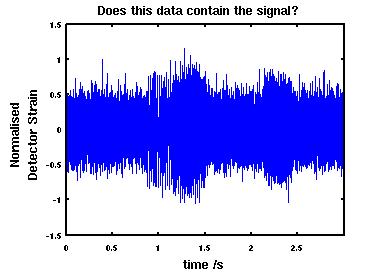 Does this data contain the signal?
1.5
1
0.5
0
-0.5
-1
-1.5
Normalised
Detector Strain
0 0.5 1 1.5 2 2.5
time /s